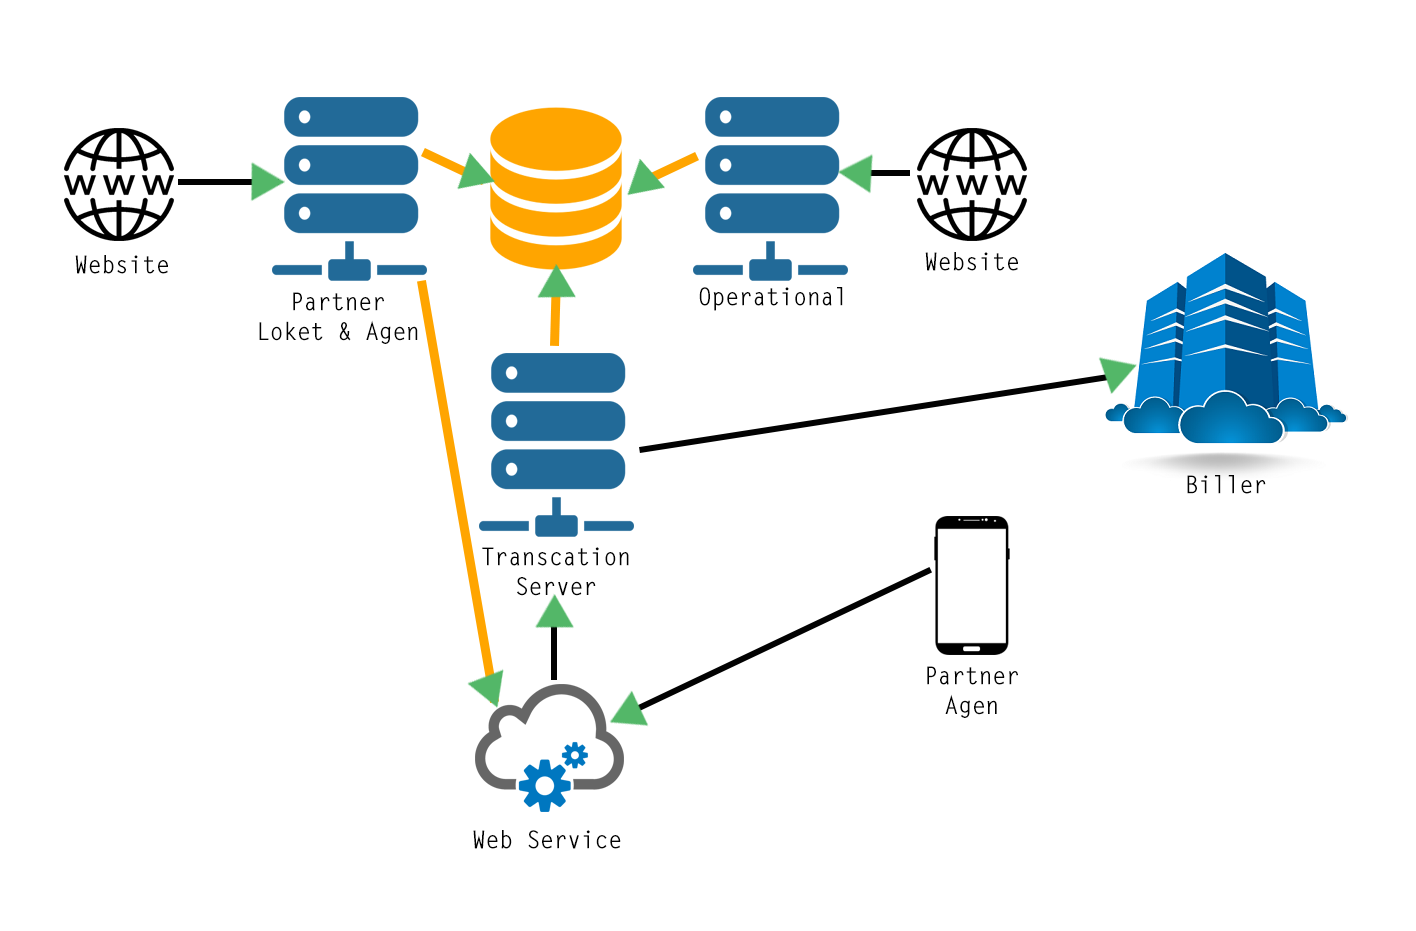 WWW
Website
Partner
Loket & Agen
Operational
WWW
Website
Transcation
Server
Biller
Partner
Agen
Web Service